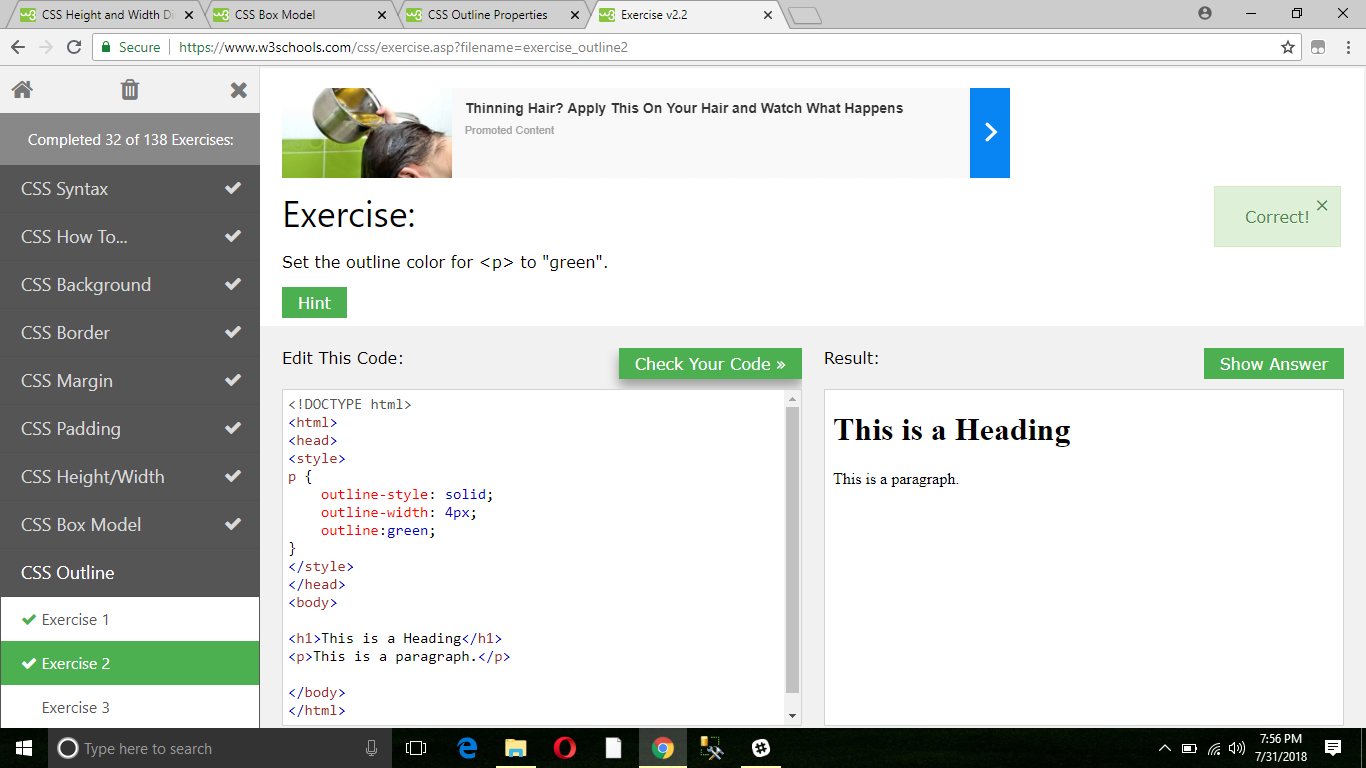 CSS Height and Width Di
CSS Box Model
CSS Outline Properties
Exercise v2.2
Secure
https://www.w3schools.com/css/exercise.asp?filename=exercise_outline2
Completed 32 of 138 Exercises:
CSS Syntax
CSS How To...
CSS Background
CSS Border
CSS Margin
CSS Padding
CSS Height/Width
CSS Box Model
CSS Outline
Exercise 1
Exercise 2
Exercise 3
Thinning Hair? Apply This On Your Hair and Watch What Happens
Promoted Content
Exercise:
Correct!
Set the outline color for <p> to "green".
Hint
Edit This Code:
Check Your Code »
<!DOCTYPE html>
<html>
<head>
<style>
p {
outline-style: solid;
outline-width: 4px;
outline:green;
}
</style>
</head>
<body>
<h1>This is a Heading</h1>
<p>This is a paragraph.</p>
</body>
</html>
Result:
Show Answer
This is a Heading
This is a paragraph.
Type here to search
7:56 PM
7/31/2018